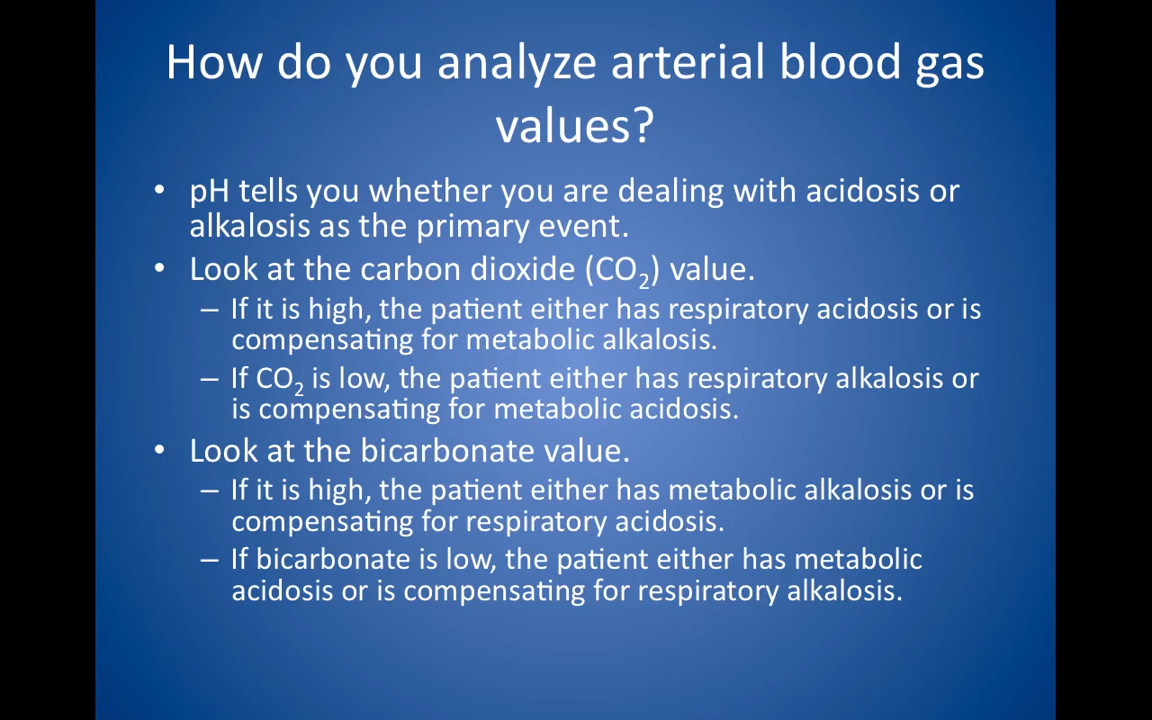 How do you analyze arterial blood gas
values?
• pH tells you whether you are dealing with acidosis or
alkalosis as the primary event.
• Look at the carbon dioxide (CO₂) value.
– If it is high, the patient either has respiratory acidosis or is
compensating for metabolic alkalosis.
– If CO₂ is low, the patient either has respiratory alkalosis or
is compensating for metabolic acidosis.
• Look at the bicarbonate value.
– If it is high, the patient either has metabolic alkalosis or is
compensating for respiratory acidosis.
– If bicarbonate is low, the patient either has metabolic
acidosis or is compensating for respiratory alkalosis.